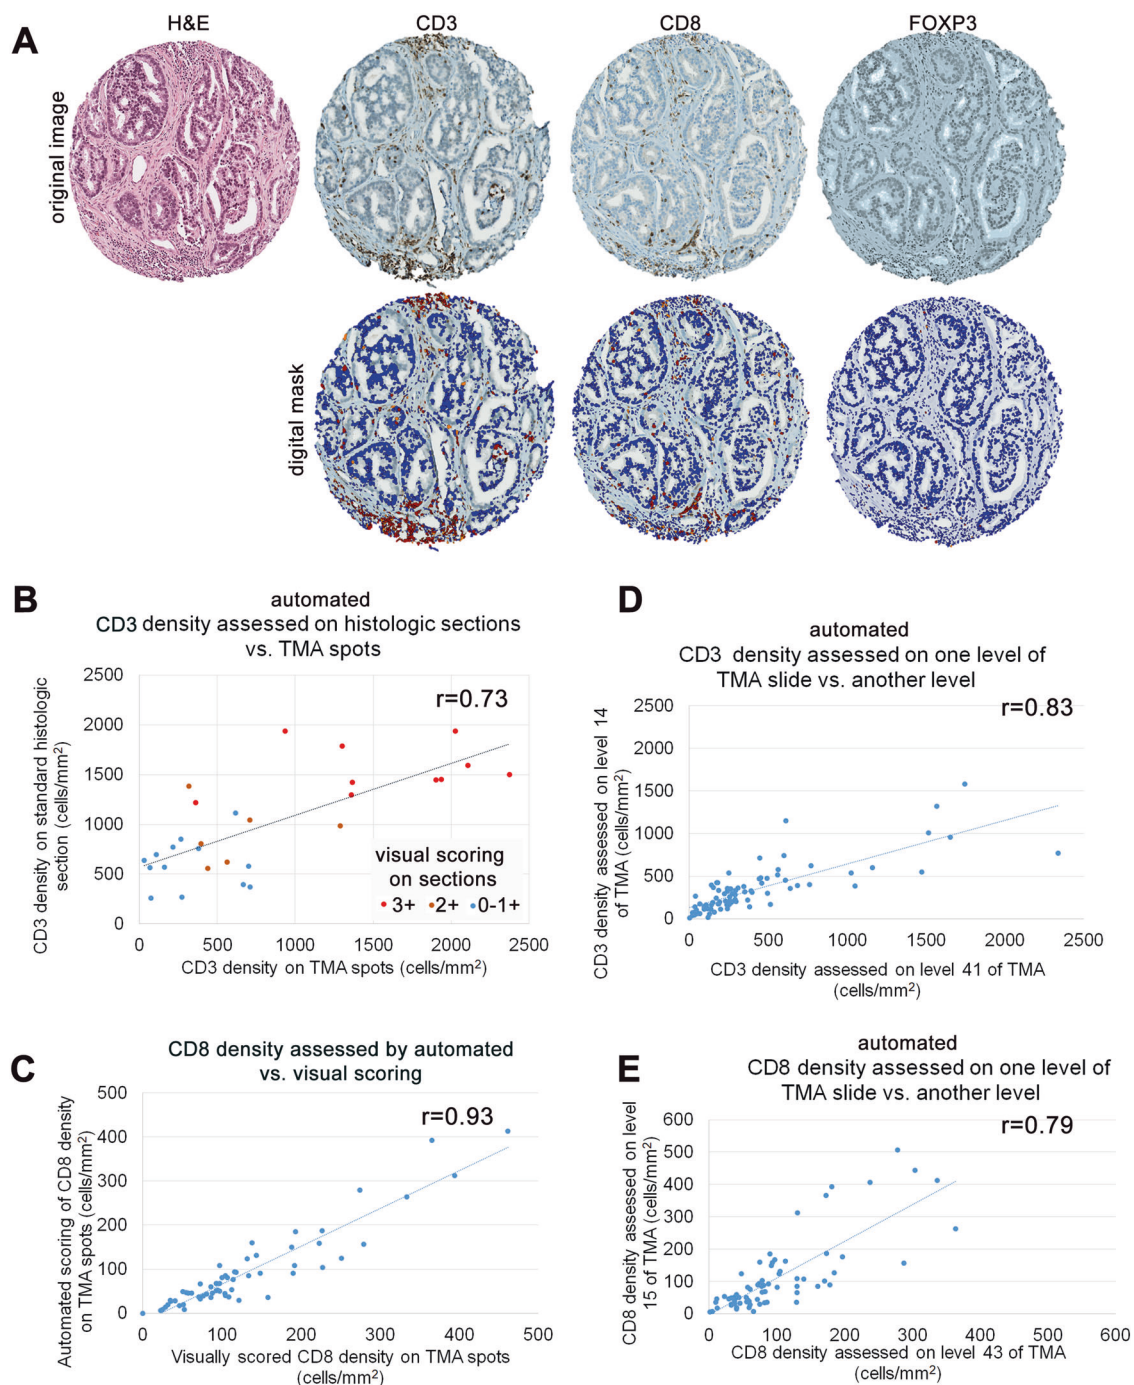 A
H&E
CD3
CD8
FOXP3
original image
digital mask
B
automated
CD3 density assessed on histologic sections
vs. TMA spots
r=0.73
2500
2000
1500
1000
500
0
CD3 density on standard histologic
section (cells/mm²)
visual scoring
on sections
3+ 2+ 0-1+
0 500 1000 1500 2000 2500
CD3 density on TMA spots (cells/mm²)
C
CD8 density assessed by automated
vs. visual scoring
r=0.93
500
400
300
200
100
0
Automated scoring of CD8 density
on TMA spots (cells/mm²)
0 100 200 300 400 500
Visually scored CD8 density on TMA spots
(cells/mm²)
D
automated
CD3 density assessed on one level of
TMA slide vs. another level
r=0.83
2500
2000
1500
1000
500
0
CD3 density assessed on level 14
of TMA (cells/mm²)
0 500 1000 1500 2000 2500
CD3 density assessed on level 41 of TMA
(cells/mm²)
E
automated
CD8 density assessed on one level of
TMA slide vs. another level
r=0.79
600
500
400
300
200
100
0
CD8 density assessed on level
15 of TMA (cells/mm²)
0 100 200 300 400 500 600
CD8 density assessed on level 43 of TMA
(cells/mm²)